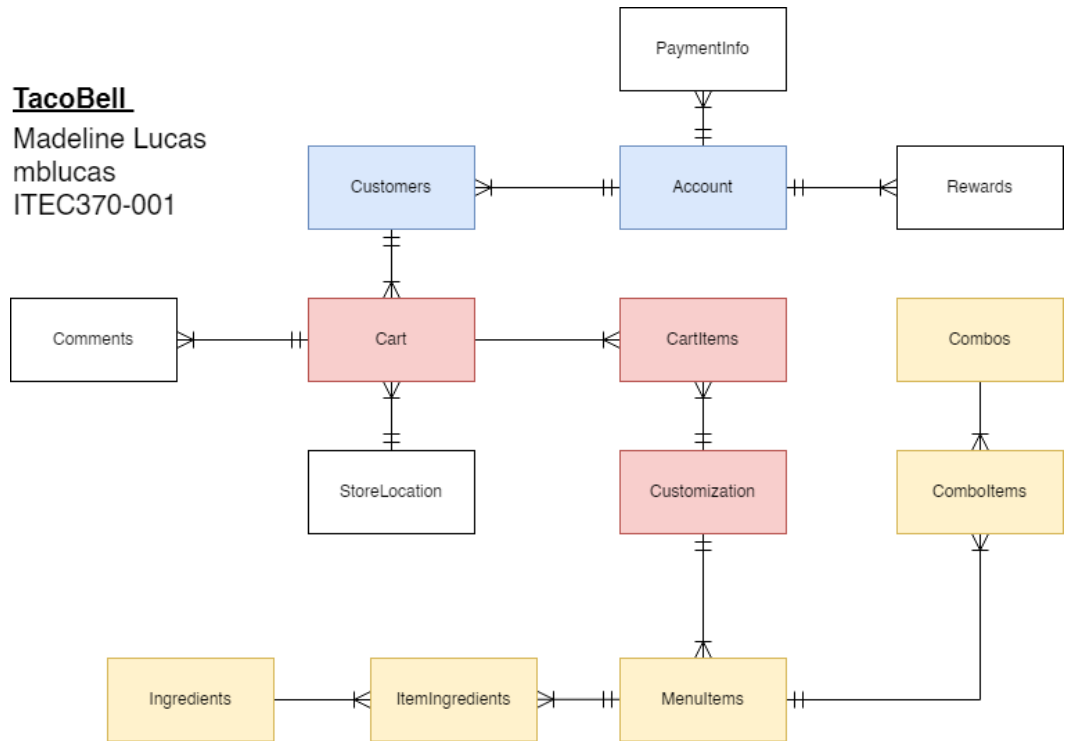 PaymentInfo
TacoBell
Madeline Lucas
mblucas
ITEC370-001
Customers
Account
Rewards
Comments
Cart
CartItems
Combos
StoreLocation
Customization
ComboItems
Ingredients
ItemIngredients
MenuItems